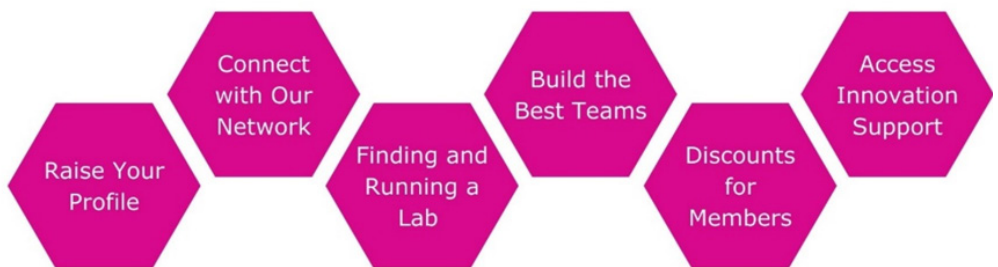 Raise Your
Profile
Connect
with Our
Network
Finding and
Running a
Lab
Build the
Best Teams
Discounts
for
Members
Access
Innovation
Support